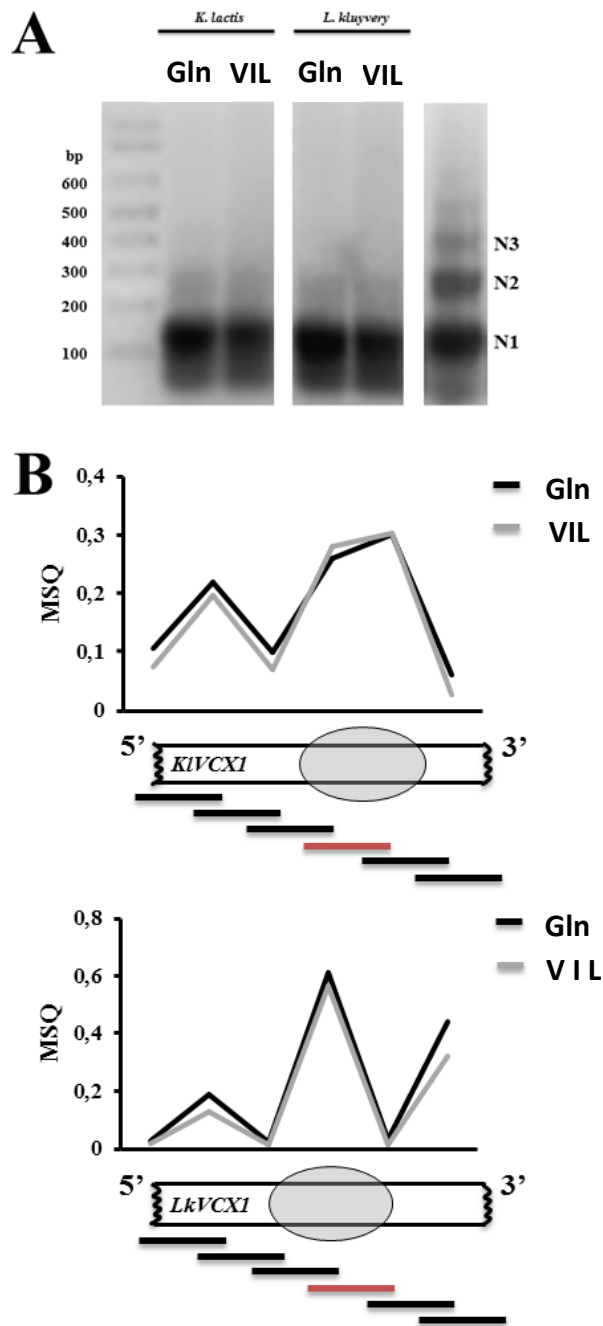 A
K. lactis
L. kluyvery
Gln VIL
Gln VIL
bp
600
500
400
300
200
100
N3
N2
N1
B
0,4
0,3
0,2
0,1
0
MSQ
Gln
VIL
5’ KlVCX1 3’
0,8
0,6
0,4
0,2
0
MSQ
Gln
V I L
5’ LkVCX1 3’